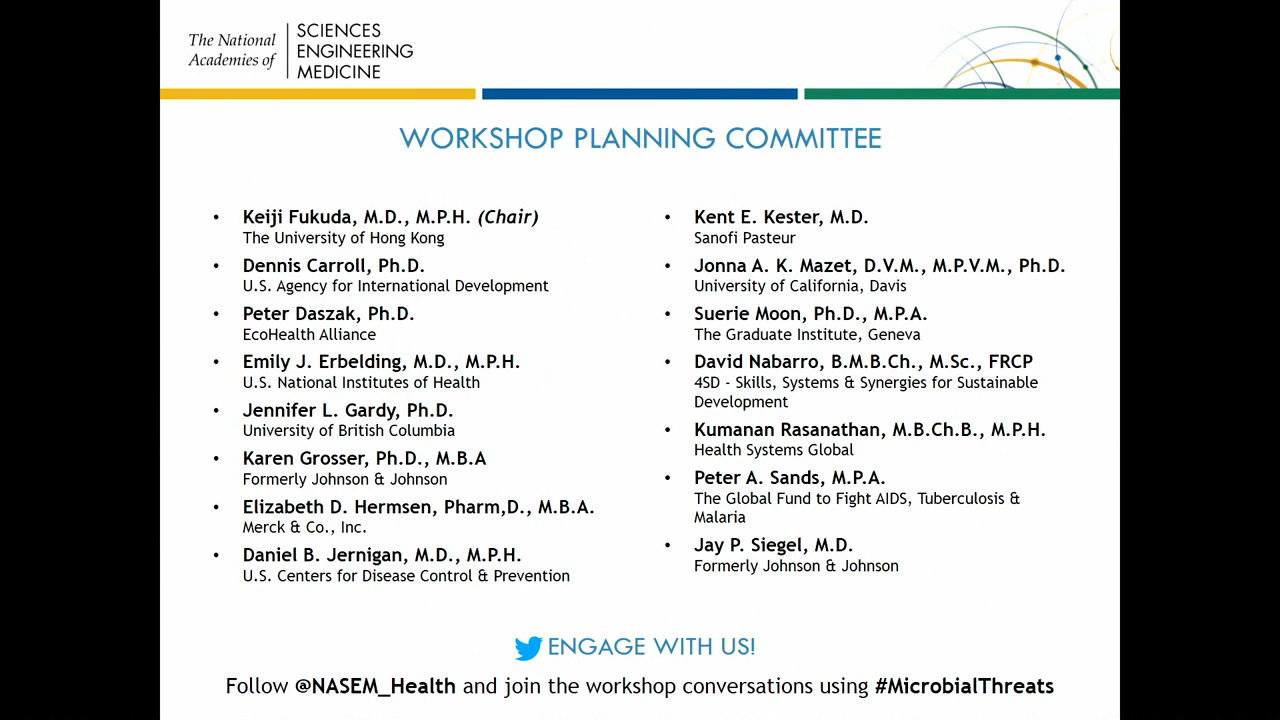 The National
Academies of
SCIENCES
ENGINEERING
MEDICINE
WORKSHOP PLANNING COMMITTEE
• Keiji Fukuda, M.D., M.P.H. (Chair)
The University of Hong Kong
• Dennis Carroll, Ph.D.
U.S. Agency for International Development
• Peter Daszak, Ph.D.
EcoHealth Alliance
• Emily J. Erbelding, M.D., M.P.H.
U.S. National Institutes of Health
• Jennifer L. Gardy, Ph.D.
University of British Columbia
• Karen Grosser, Ph.D., M.B.A
Formerly Johnson & Johnson
• Elizabeth D. Hermsen, Pharm,D., M.B.A.
Merck & Co., Inc.
• Daniel B. Jernigan, M.D., M.P.H.
U.S. Centers for Disease Control & Prevention
• Kent E. Kester, M.D.
Sanofi Pasteur
• Jonna A. K. Mazet, D.V.M., M.P.V.M., Ph.D.
University of California, Davis
• Suerie Moon, Ph.D., M.P.A.
The Graduate Institute, Geneva
• David Nabarro, B.M.B.Ch., M.Sc., FRCP
4SD - Skills, Systems & Synergies for Sustainable
Development
• Kumanan Rasanathan, M.B.Ch.B., M.P.H.
Health Systems Global
• Peter A. Sands, M.P.A.
The Global Fund to Fight AIDS, Tuberculosis &
Malaria
• Jay P. Siegel, M.D.
Formerly Johnson & Johnson
ENGAGE WITH US!
Follow @NASEM_Health and join the workshop conversations using #MicrobialThreats